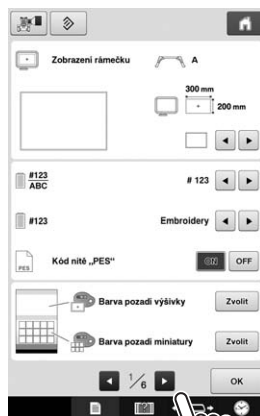 Zobrazení rámečku
A
300 mm
200 mm
#123
ABC
# 123
#123
Embroidery
PES
Kód nitě „PES“
ON OFF
Barva pozadí výšivky
Zvolit
Barva pozadí miniatury
Zvolit
1/6
OK